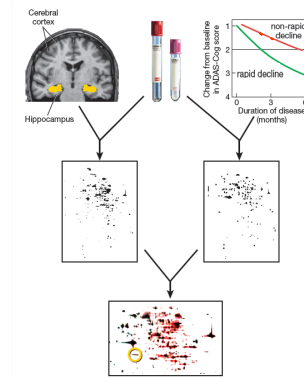 Cerebral
cortex
Hippocampus
Change from baseline
in ADAS-Cog score
1
2
3
4
non-rapid
decline
rapid decline
0
3
Duration of disease
(months)